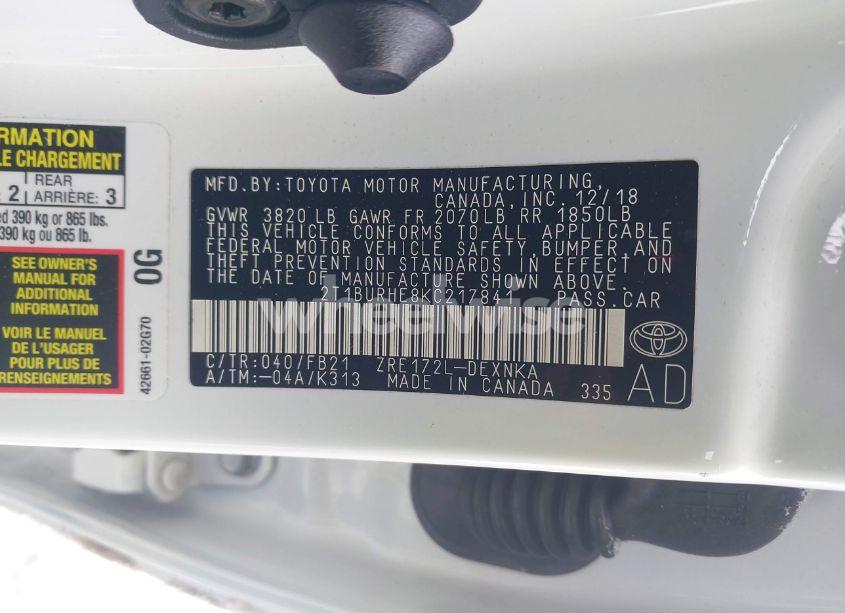 RMATION
LE CHARGEMENT
2 REAR
ARRIÈRE: 3
ed 390 kg or 865 lbs.
390 kg ou 865 lb.
SEE OWNER'S
MANUAL FOR
ADDITIONAL
INFORMATION
VOIR LE MANUEL
DE L'USAGER
POUR PLUS DE
RENSEIGNEMENTS
0G
42661-02G70
MFD.BY:TOYOTA MOTOR MANUFACTURING,
CANADA, INC. 12/18
GVWR 3820 LB GAWR FR 2070LB RR 1850LB
THIS VEHICLE CONFORMS TO ALL APPLICABLE
FEDERAL MOTOR VEHICLE SAFETY, BUMPER, AND
THEFT PREVENTION STANDARDS IN EFFECT ON
THE DATE OF MANUFACTURE SHOWN ABOVE.
PASS.CAR
wheelwise
C/TR:040/FB21 ZRE172L-DEXNKA
A/TM:-04A/K313 MADE IN CANADA 335
AD